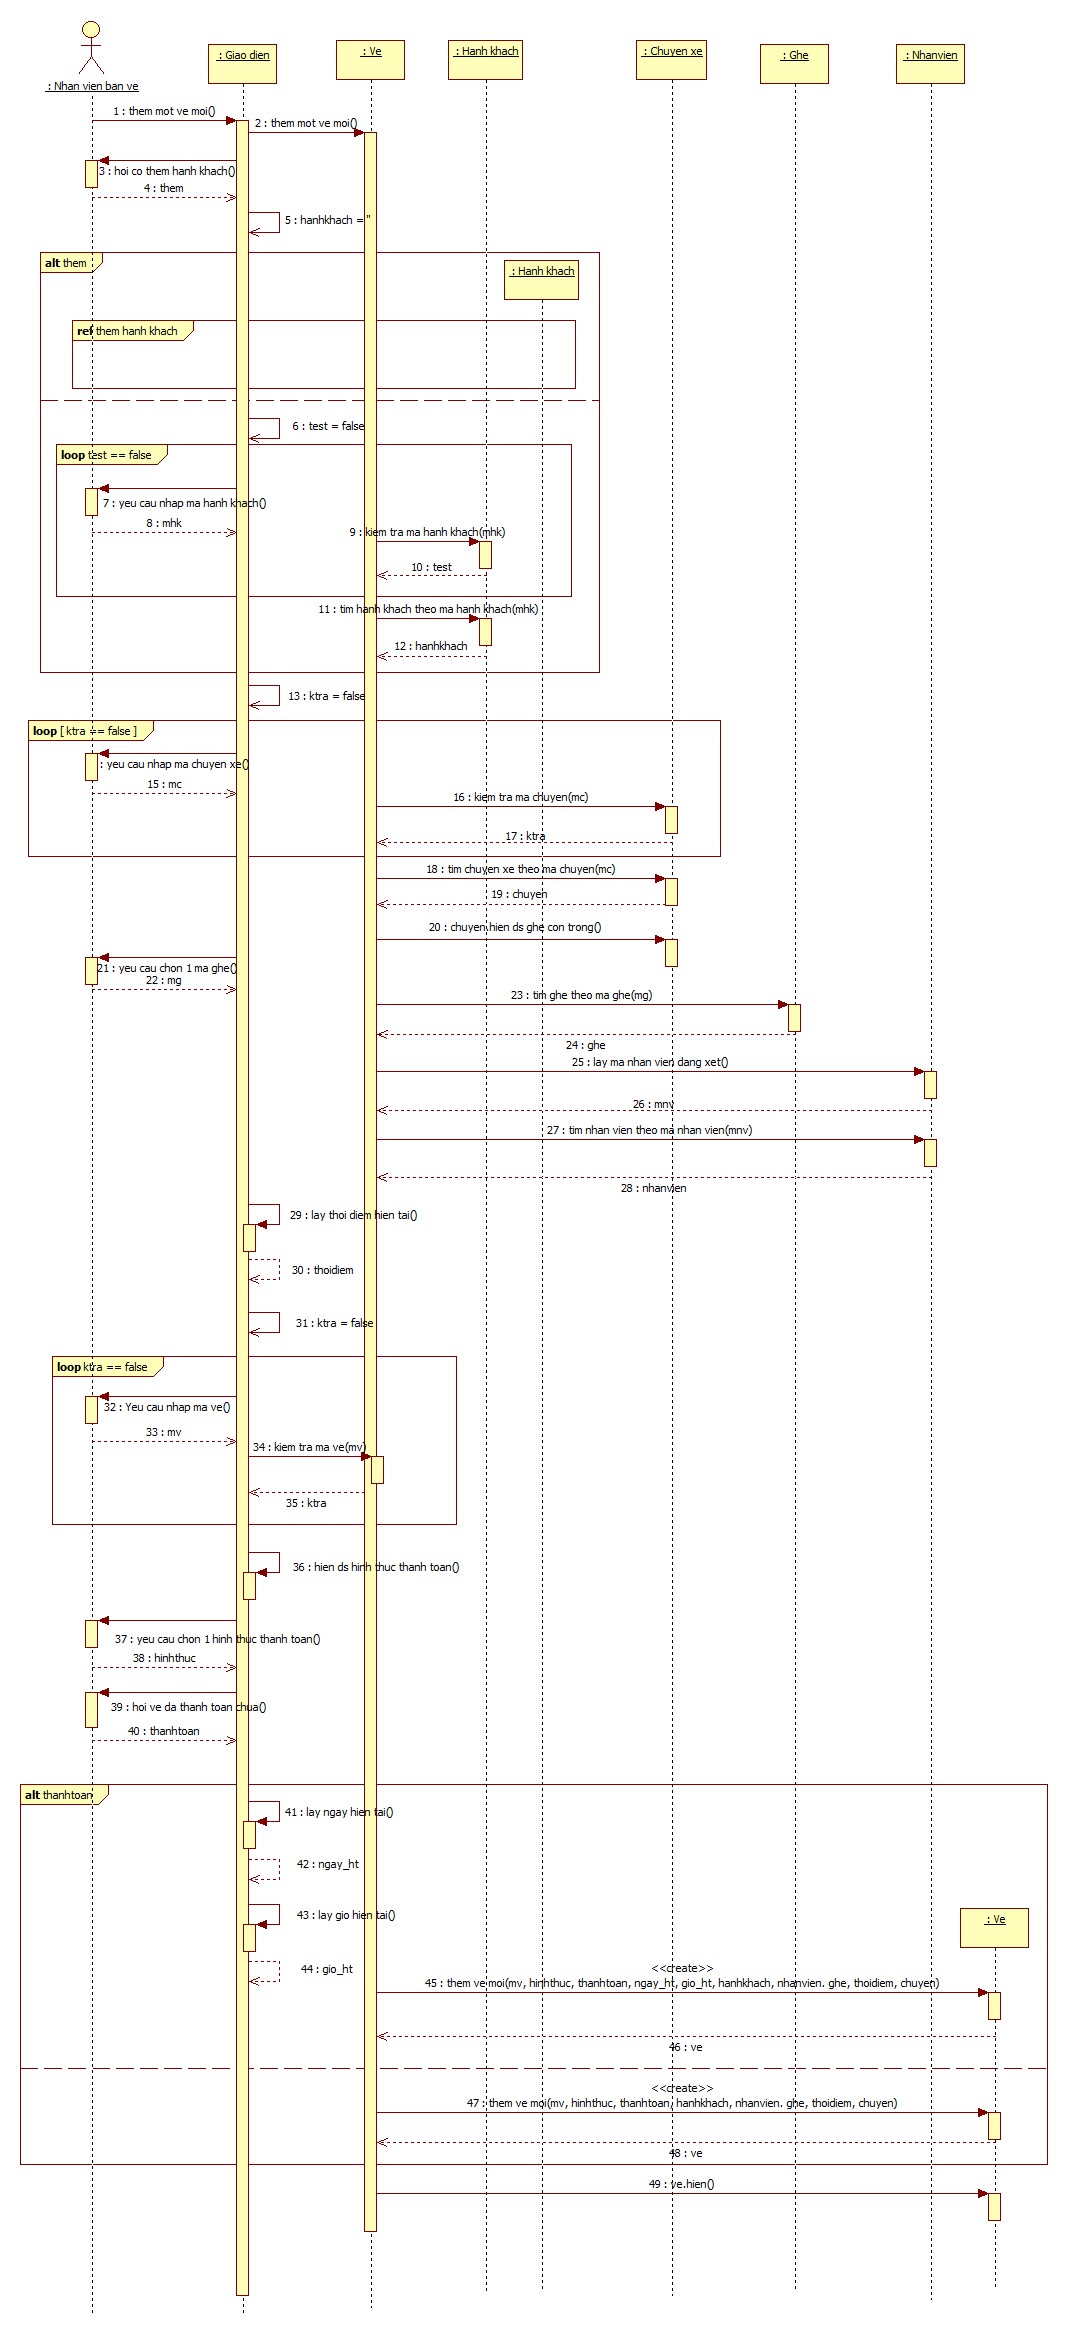 : Nhan vien ban ve
: Giao dien
: Ve
: Hanh khach
: Chuyen xe
: Ghe
: Nhanvien
1 : them mot ve moi()
2 : them mot ve moi()
3 : hoi co them hanh khach()
4 : them
5 : hanhkhach = ''
alt them
: Hanh khach
ref them hanh khach
6 : test = false
loop test == false
7 : yeu cau nhap ma hanh khach()
8 : mhk
9 : kiem tra ma hanh khach(mhk)
10 : test
11 : tim hanh khach theo ma hanh khach(mhk)
12 : hanhkhach
13 : ktra = false
loop [ ktra == false ]
: yeu cau nhap ma chuyen xe()
15 : mc
16 : kiem tra ma chuyen(mc)
17 : ktra
18 : tim chuyen xe theo ma chuyen(mc)
19 : chuyen
20 : chuyen.hien ds ghe con trong()
21 : yeu cau chon 1 ma ghe()
22 : mg
23 : tim ghe theo ma ghe(mg)
24 : ghe
25 : lay ma nhan vien dang xet()
26 : mnv
27 : tim nhan vien theo ma nhan vien(mnv)
28 : nhanvien
29 : lay thoi diem hien tai()
30 : thoidiem
31 : ktra = false
loop ktra == false
32 : Yeu cau nhap ma ve()
33 : mv
34 : kiem tra ma ve(mv)
35 : ktra
36 : hien ds hinh thuc thanh toan()
37 : yeu cau chon 1 hinh thuc thanh toan()
38 : hinhthuc
39 : hoi ve da thanh toan chua()
40 : thanhtoan
alt thanhtoan
41 : lay ngay hien tai()
42 : ngay_ht
43 : lay gio hien tai()
: Ve
44 : gio_ht
<<create>>
45 : them ve moi(mv, hinhthuc, thanhtoan, ngay_ht, gio_ht, hanhkhach, nhanvien. ghe, thoidiem, chuyen)
46 : ve
<<create>>
47 : them ve moi(mv, hinhthuc, thanhtoan, hanhkhach, nhanvien. ghe, thoidiem, chuyen)
48 : ve
49 : ve.hien()